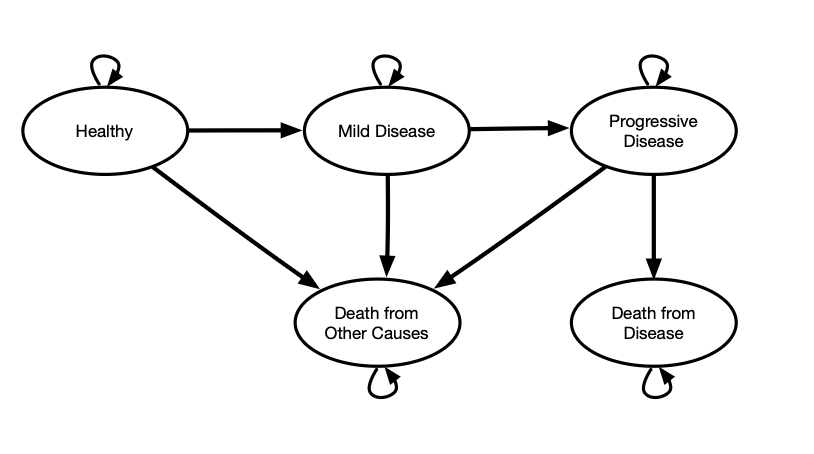 Healthy
Mild Disease
Progressive
Disease
Death from
Other Causes
Death from
Disease